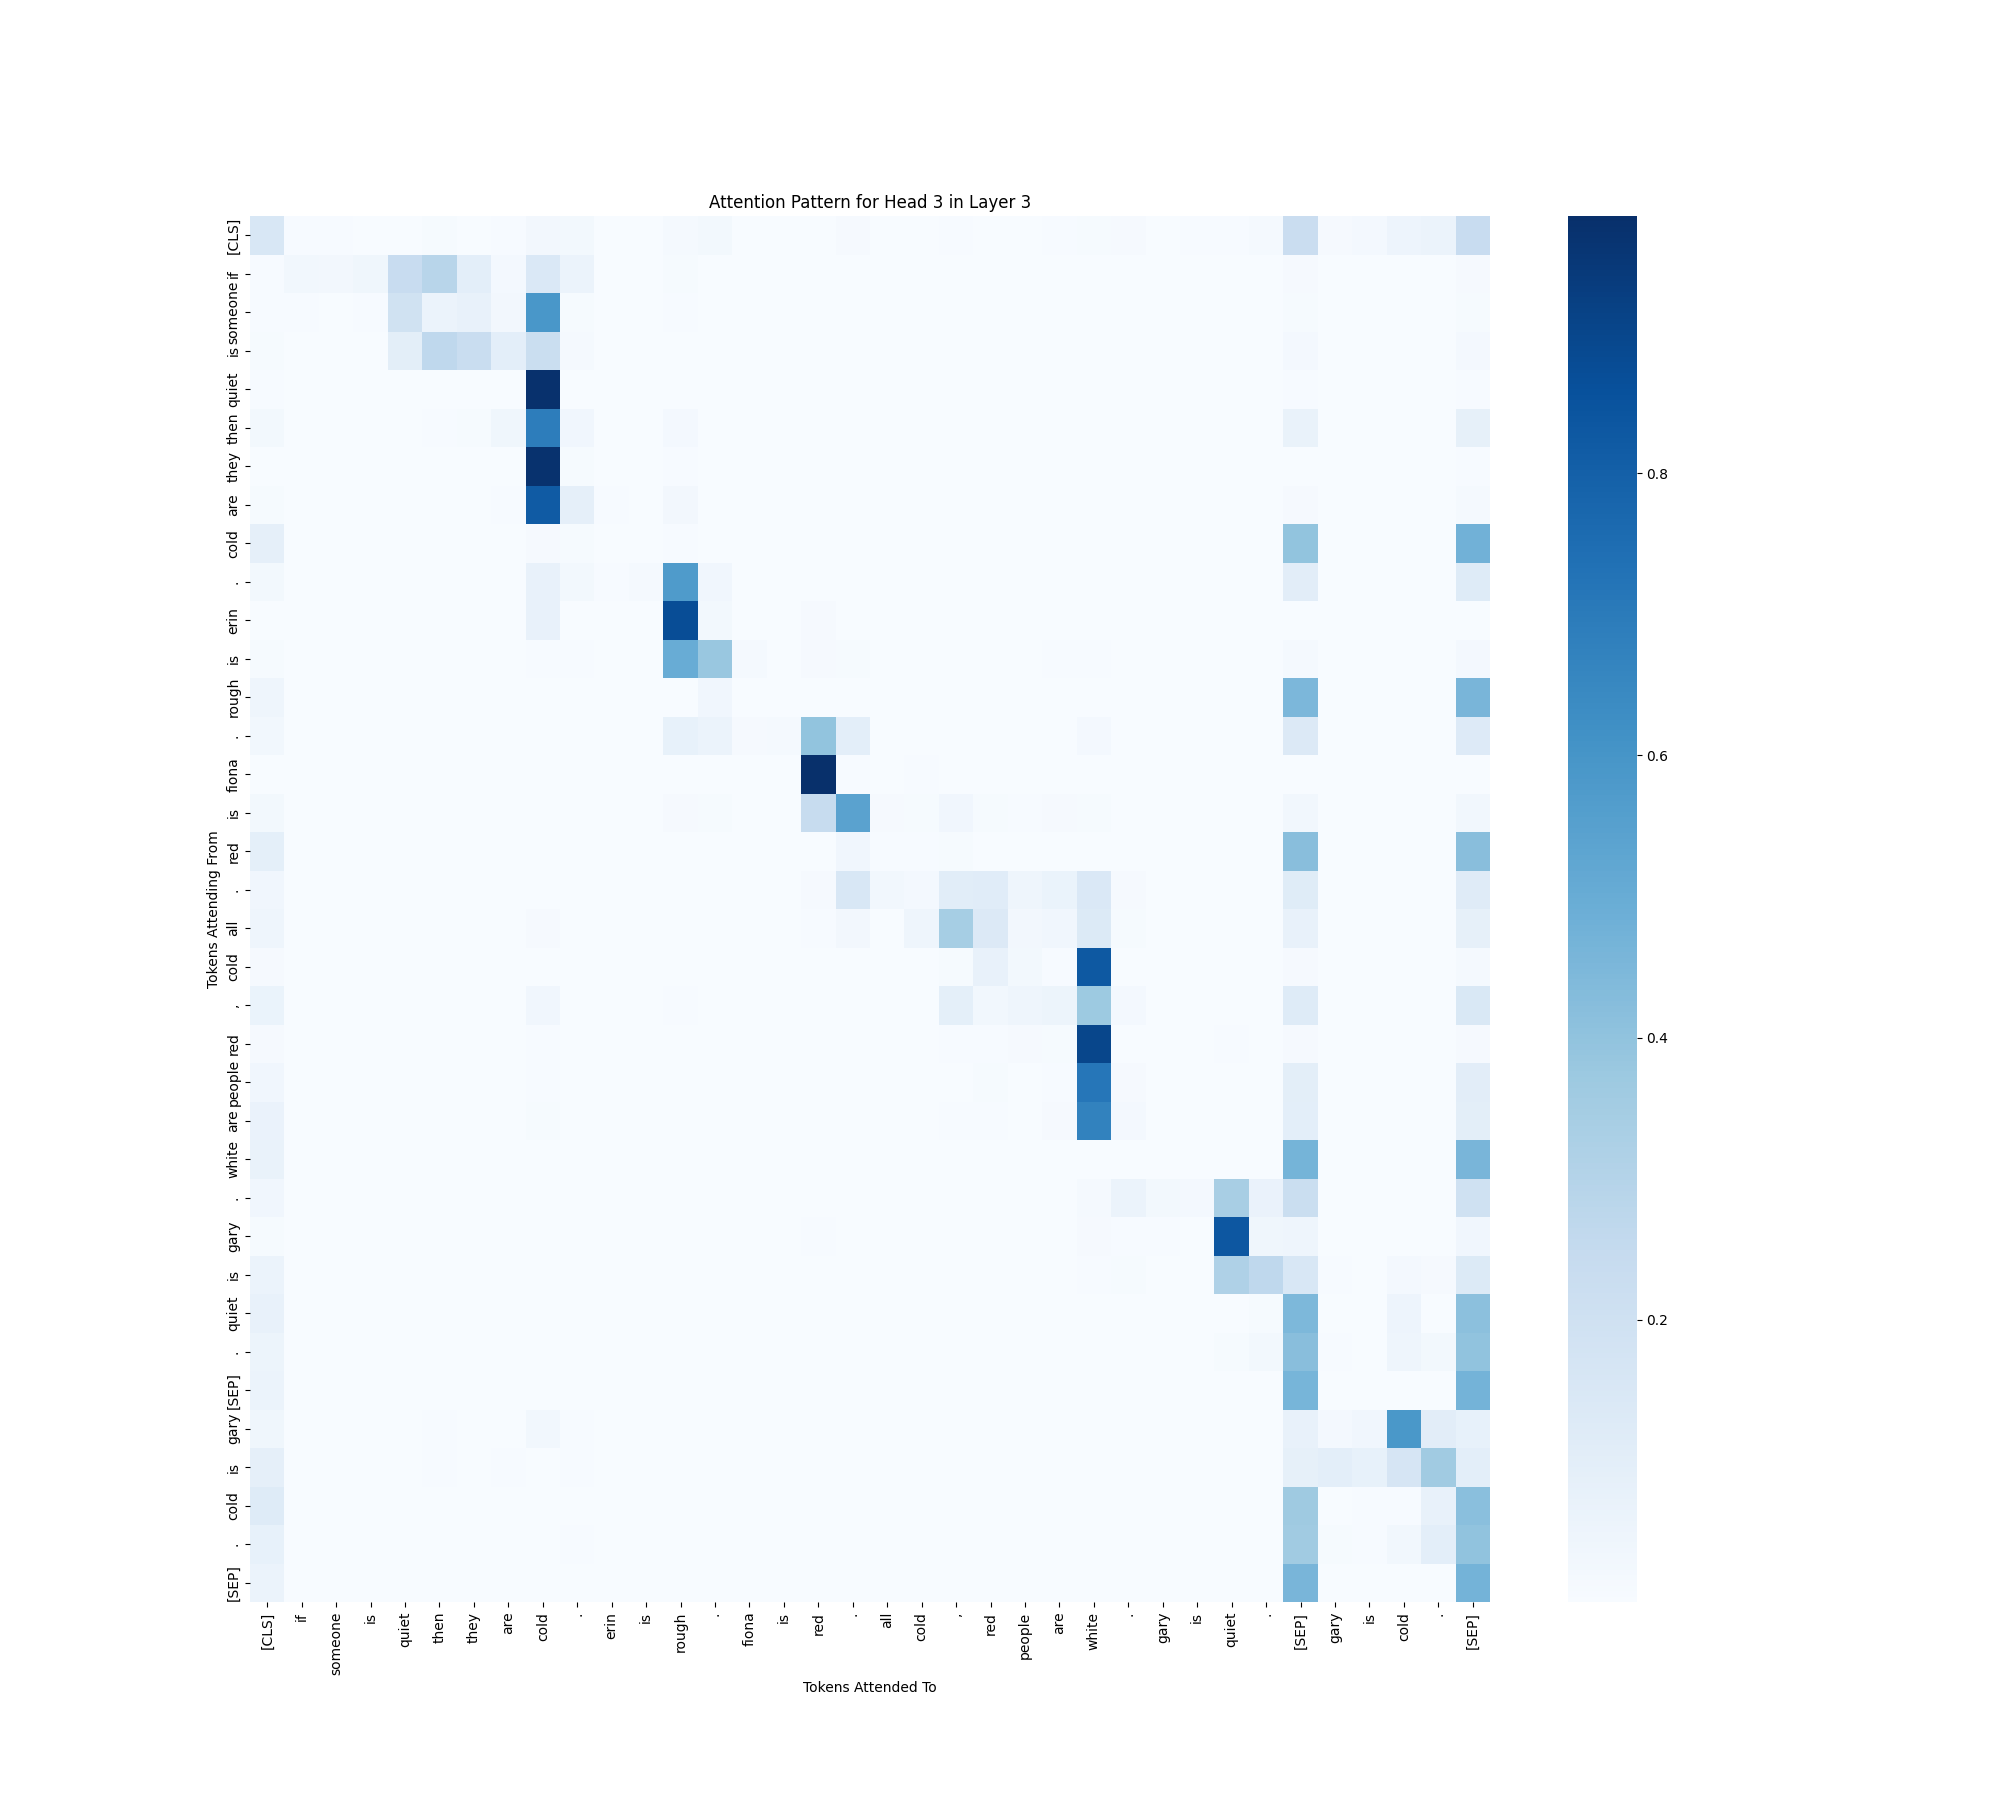 Attention Pattern for Head 3 in Layer 3
Tokens Attending From
[CLS]
if
someone
is
quiet
then
they
are
cold
.
erin
is
rough
.
fiona
is
red
.
all
cold
,
red
people
are
white
.
gary
is
quiet
.
[SEP]
gary
is
cold
.
[SEP]
[CLS]
if
someone
is
quiet
then
they
are
cold
.
erin
is
rough
.
fiona
is
red
.
all
cold
,
red
people
are
white
.
gary
is
quiet
.
[SEP]
gary
is
cold
.
[SEP]
Tokens Attended To
0.8
0.6
0.4
0.2